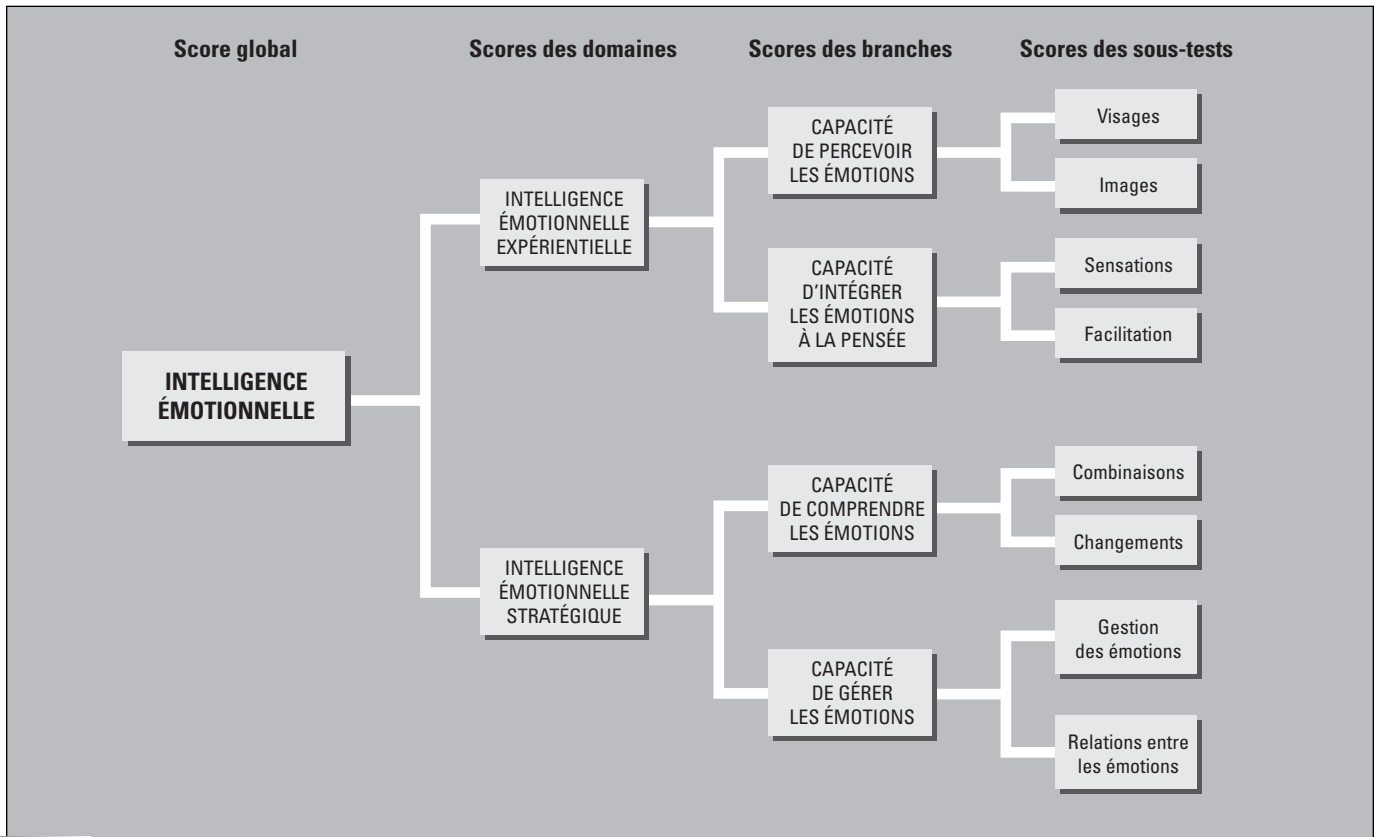 Score global
Scores des domaines
Scores des branches
Scores des sous-tests
INTELLIGENCE
ÉMOTIONNELLE
INTELLIGENCE
ÉMOTIONNELLE
EXPÉRIENTIELLE
INTELLIGENCE
ÉMOTIONNELLE
STRATÉGIQUE
CAPACITÉ
DE PERCEVOIR
LES ÉMOTIONS
CAPACITÉ
D'INTÉGRER
LES ÉMOTIONS
À LA PENSÉE
CAPACITÉ
DE COMPRENDRE
LES ÉMOTIONS
CAPACITÉ
DE GÉRER
LES ÉMOTIONS
Visages
Images
Sensations
Facilitation
Combinaisons
Changements
Gestion
des émotions
Relations entre
les émotions